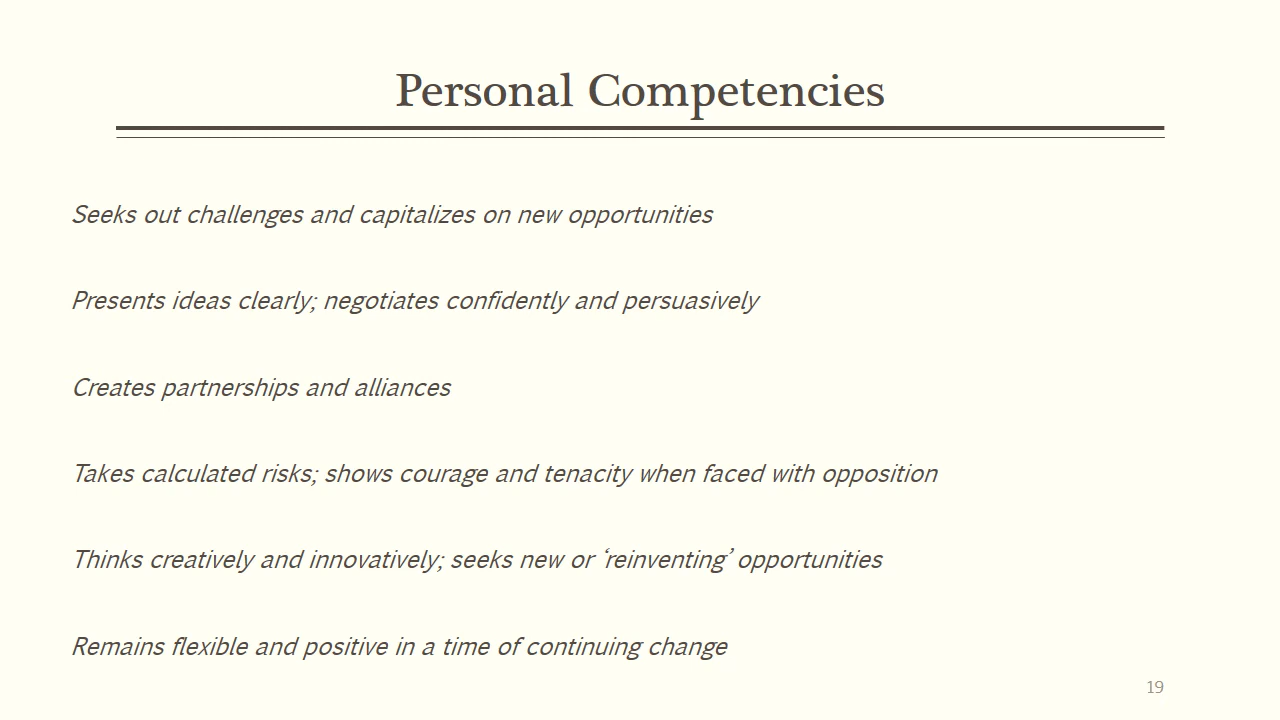 Personal Competencies
Seeks out challenges and capitalizes on new opportunities
Presents ideas clearly; negotiates confidently and persuasively
Creates partnerships and alliances
Takes calculated risks; shows courage and tenacity when faced with opposition
Thinks creatively and innovatively; seeks new or ‘reinventing’ opportunities
Remains flexible and positive in a time of continuing change
19